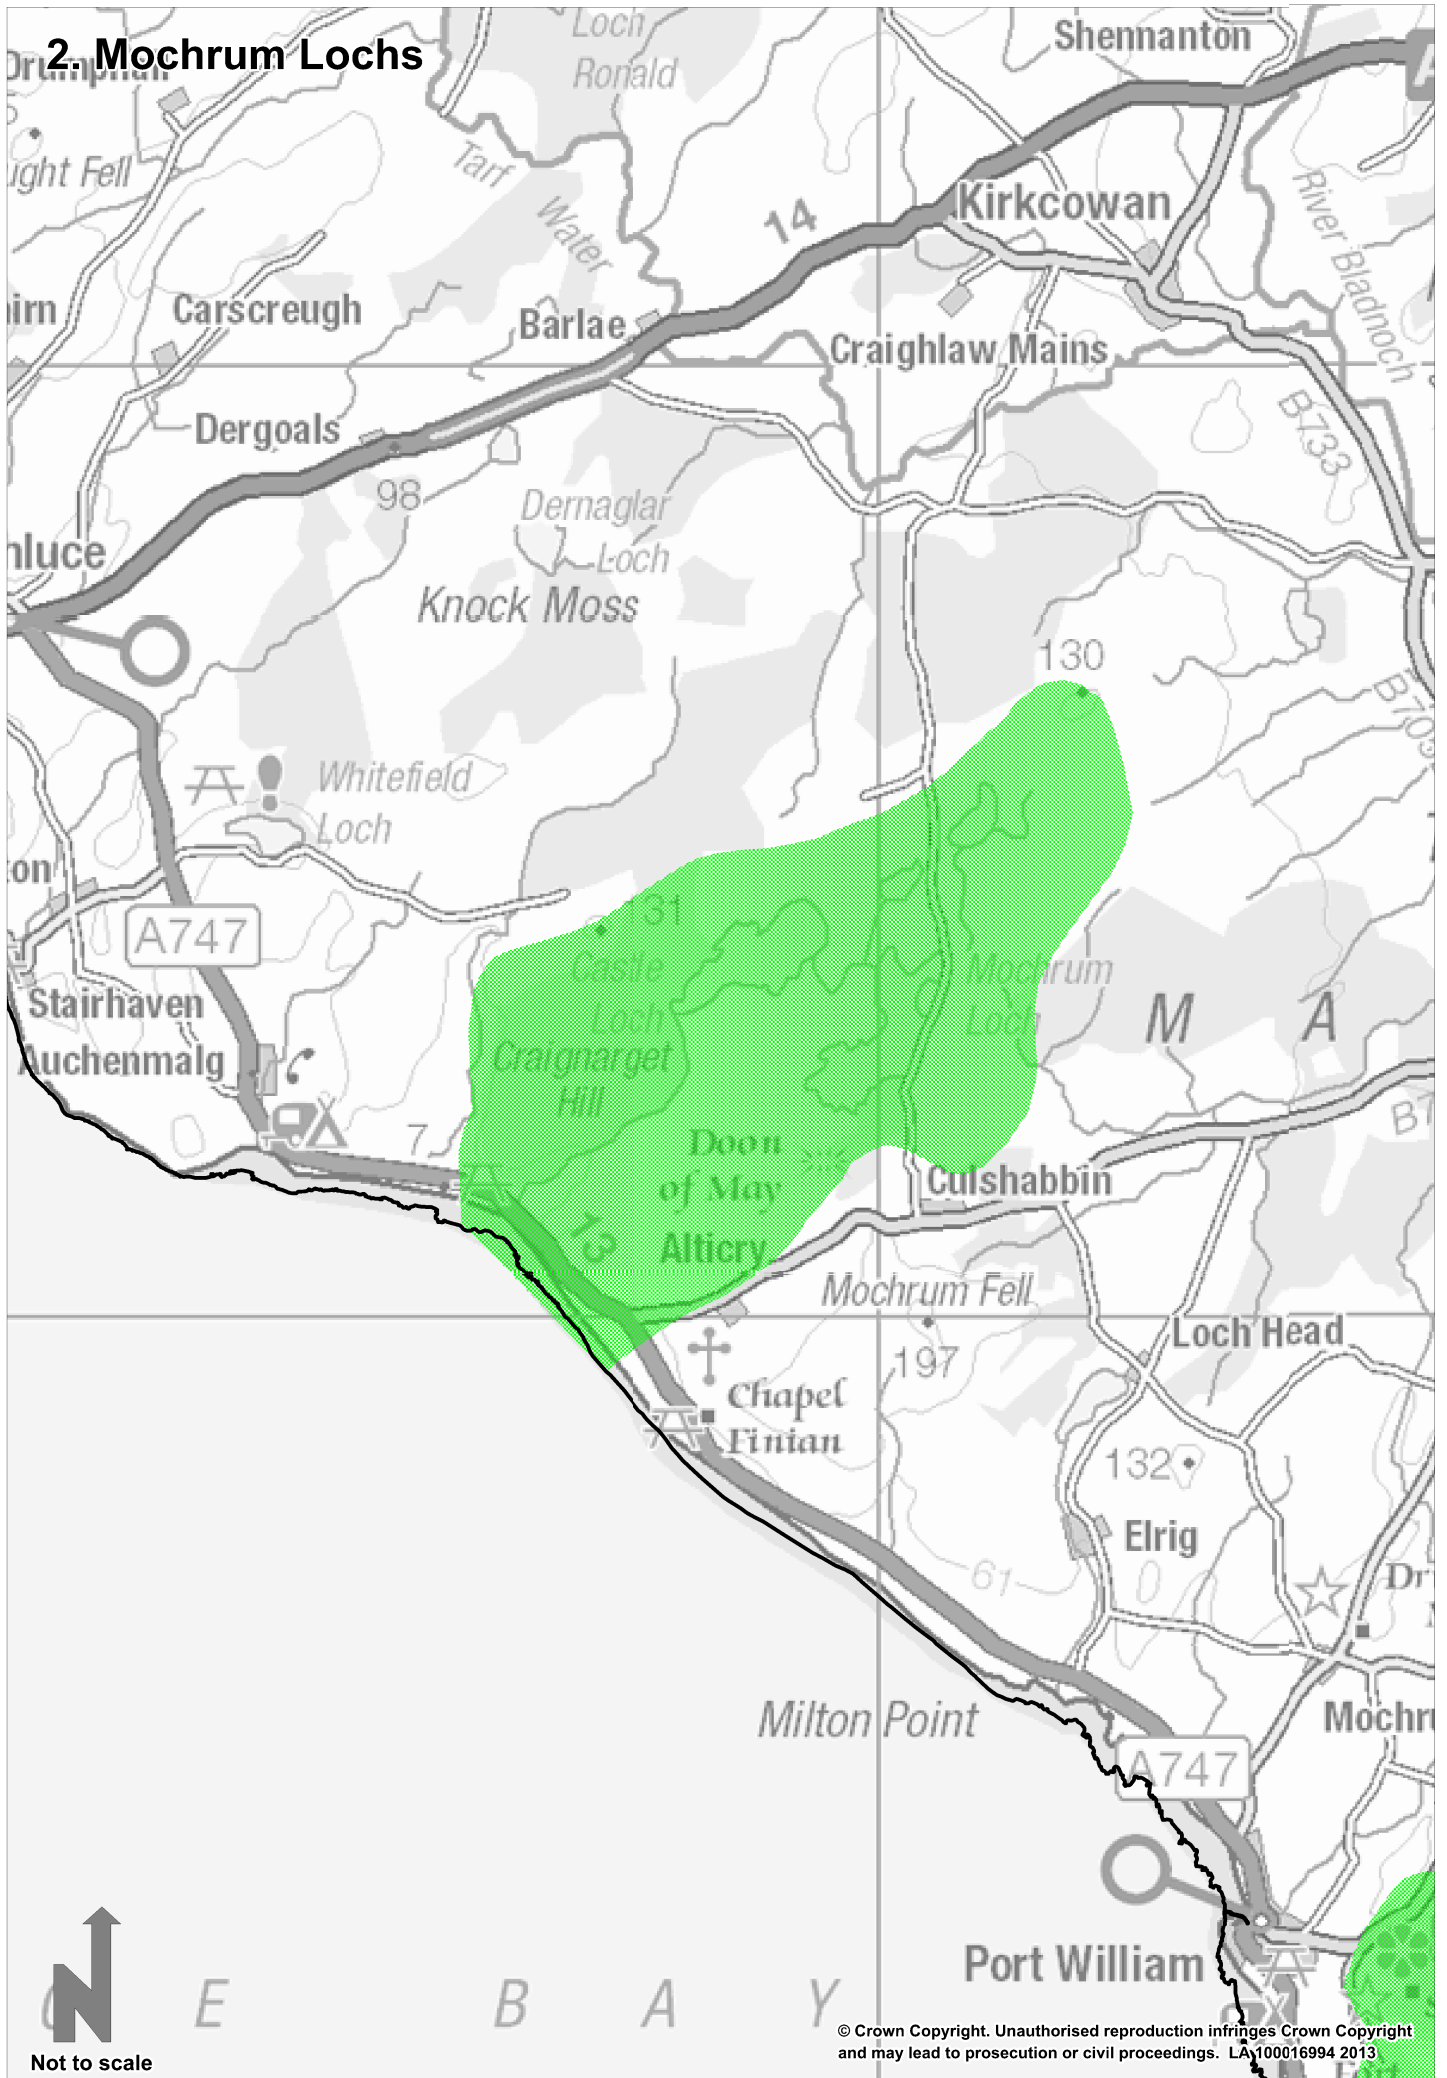 2. Mochrum Lochs
Loch
Ronald
Shennanton
Tarf
Water
14
Kirkcowan
River Bladnoch
Carscreugh
Barlae
Craighlaw Mains
Dergoals
B733
98
Dernaglar
Loch
Knock Moss
130
Whitefield
Loch
A747
131
Castle
Loch
Mochrum
Loch
Stairhaven
Auchenmalg
Craignarget
Hill
M A
7
Doon
of May
13
Alticry
Culshabbin
Mochrum Fell
197
Loch Head
Chapel
Finian
132
Elrig
61
Milton Point
A747
Port William
E B A Y
N
Not to scale
© Crown Copyright. Unauthorised reproduction infringes Crown Copyright
and may lead to prosecution or civil proceedings. LA 100016994 2013